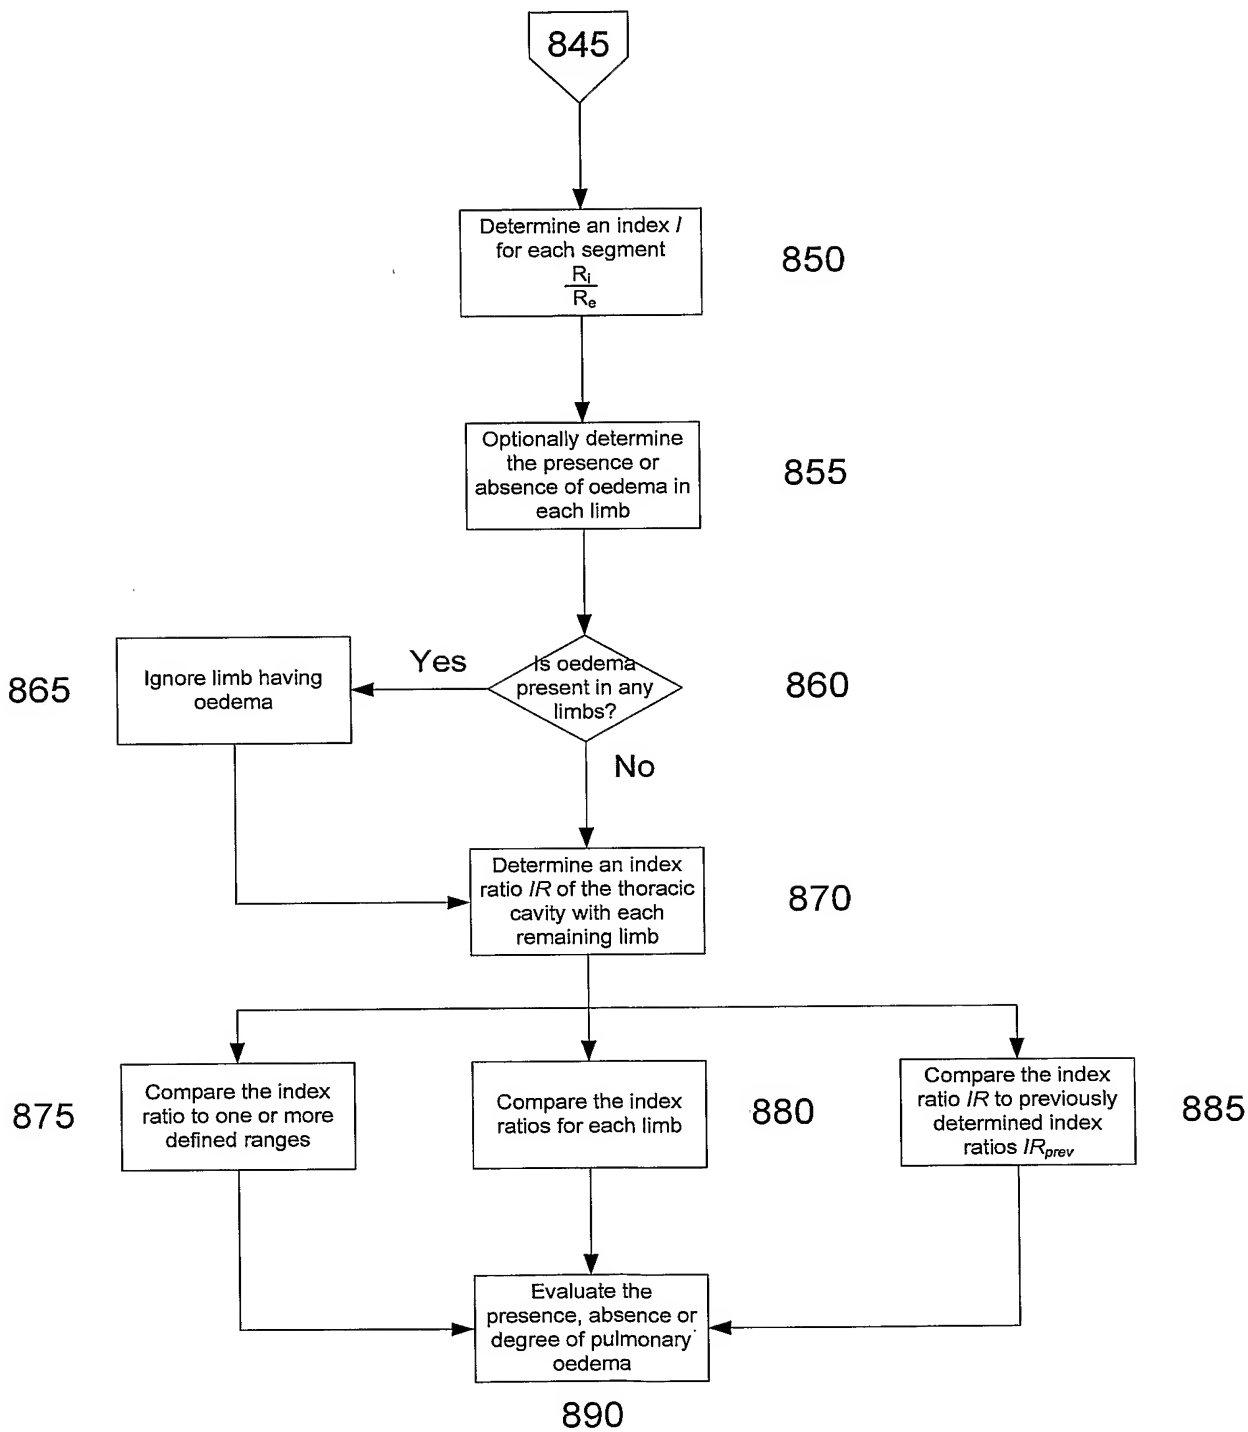 845
Determine an index I
for each segment
Ri
Re
850
Optionally determine
the presence or
absence of oedema in
each limb
855
Is oedema
present in any
limbs?
860
Yes
865
Ignore limb having
oedema
No
Determine an index
ratio IR of the thoracic
cavity with each
remaining limb
870
875
Compare the index
ratio to one or more
defined ranges
Compare the index
ratios for each limb
880
Compare the index
ratio IR to previously
determined index
ratios IRprev
885
Evaluate the
presence, absence or
degree of pulmonary
oedema
890